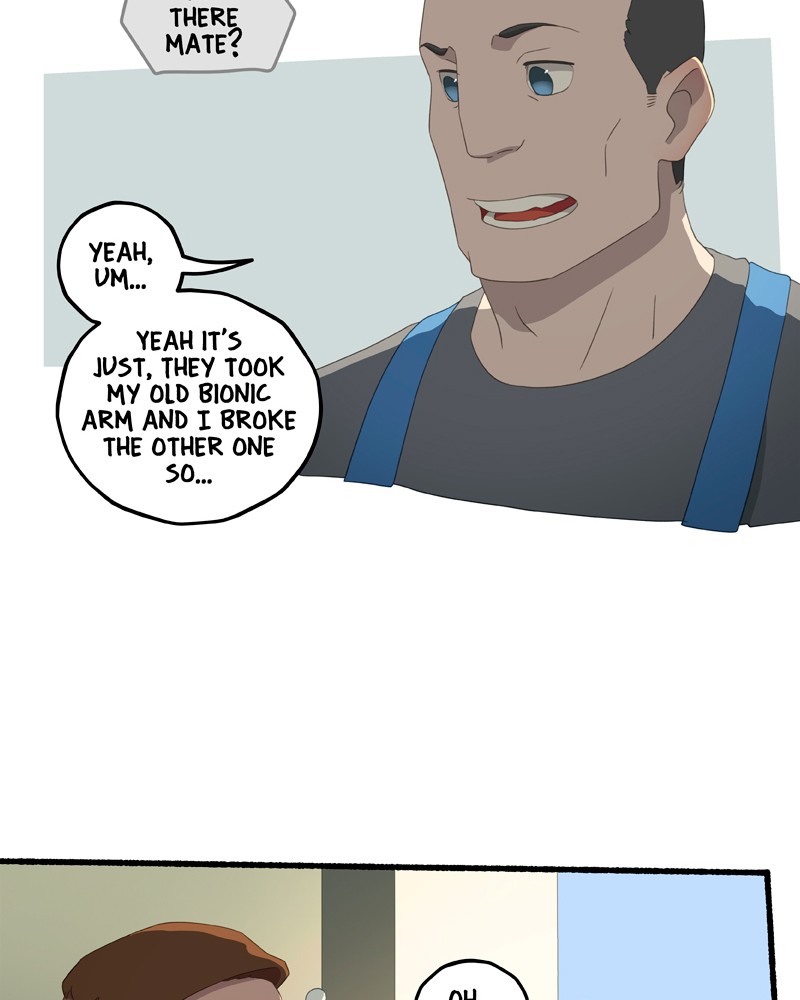 THERE
MATE?
YEAH,
UM...
YEAH IT'S
JUST, THEY TOOK
MY OLD BIONIC
ARM AND I BROKE
THE OTHER ONE
SO...
OH